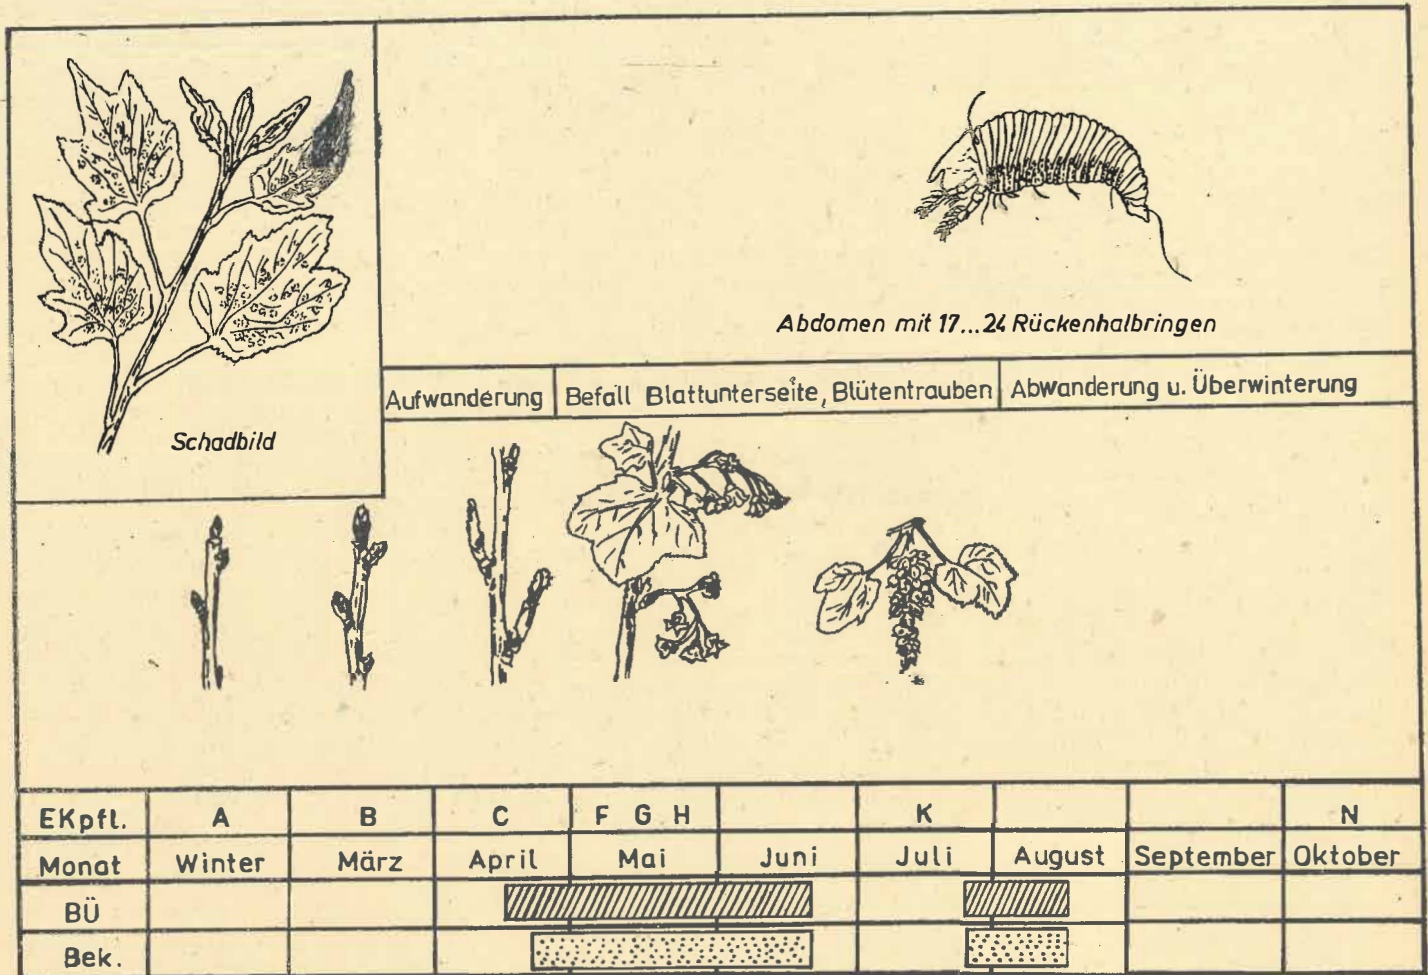 Abdomen mit 17...24 Rückenhalbringen
Schadbild
Aufwanderung Befall Blattunterseite, Blütentrauben Abwanderung u. Überwinterung
EKpfl. A B C F G H K N
Monat Winter März April Mai Juni Juli August September Oktober
BÜ
Bek.